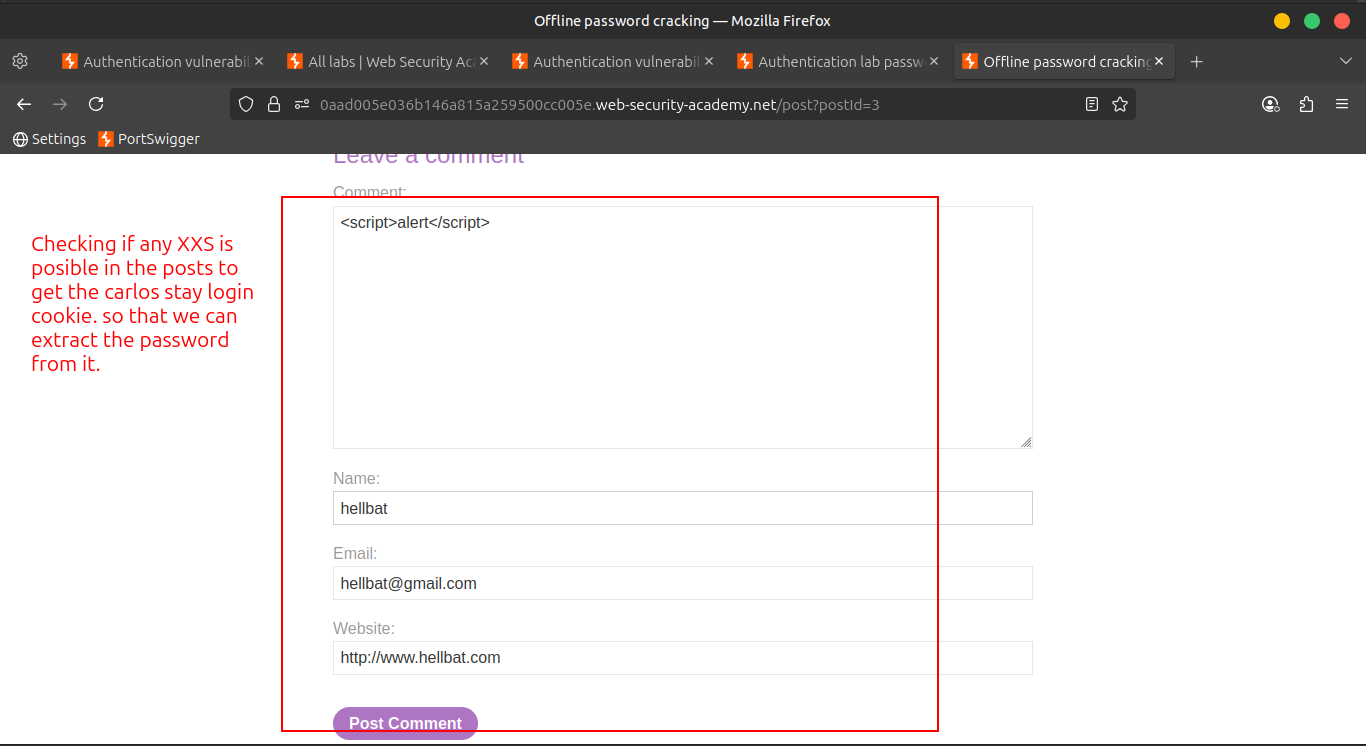 Offline password cracking — Mozilla Firefox
Authentication vulnerabil
All labs | Web Security Aca
Authentication vulnerabil
Authentication lab passw
Offline password cracking
0aad005e036b146a815a259500cc005e.web-security-academy.net/post?postId=3
Settings
PortSwigger
Leave a comment
Comment:
<script>alert</script>
Checking if any XXS is
posible in the posts to
get the carlos stay login
cookie. so that we can
extract the password
from it.
Name:
hellbat
Email:
hellbat@gmail.com
Website:
http://www.hellbat.com
Post Comment